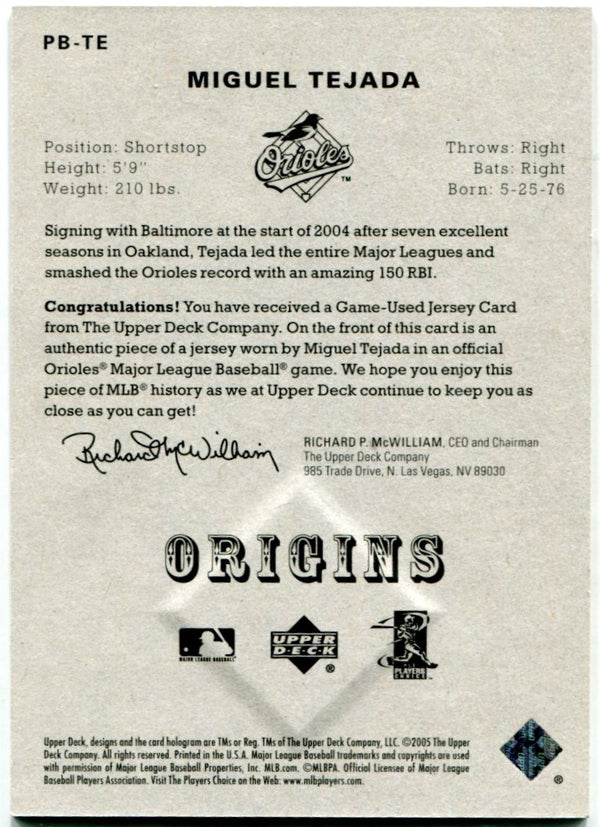 PB-TE
MIGUEL TEJADA
Position: Shortstop
Height: 5'9"
Weight: 210 lbs.
Orioles
TM
Throws: Right
Bats: Right
Born: 5-25-76
Signing with Baltimore at the start of 2004 after seven excellent
seasons in Oakland, Tejada led the entire Major Leagues and
smashed the Orioles record with an amazing 150 RBI.
Congratulations! You have received a Game-Used Jersey Card
from The Upper Deck Company. On the front of this card is an
authentic piece of a jersey worn by Miguel Tejada in an official
Orioles® Major League Baseball® game. We hope you enjoy this
piece of MLB® history as we at Upper Deck continue to keep you as
close as you can get!
Richard McWilliam
RICHARD P. McWILLIAM, CEO and Chairman
The Upper Deck Company
985 Trade Drive, N. Las Vegas, NV 89030
ORIGINS
MAJOR LEAGUE BASEBALL
UPPER
DECK
®
PLAYERS
CHOICE
Upper Deck, designs and the card hologram are TMs or Reg. TMs of The Upper Deck Company, LLC. ©2005 The Upper
Deck Company. All rights reserved. Printed in the U.S.A. Major League Baseball trademarks and copyrights are used
with permission of Major League Baseball Properties, Inc. MLB.com. ©MLBPA. Official Licensee of Major League
Baseball Players Association. Visit The Players Choice on the Web: www.mlbplayers.com.
®